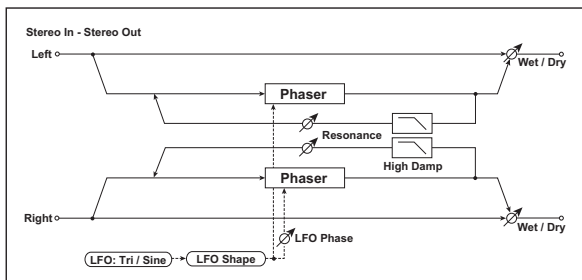 Stereo In - Stereo Out
Left
Wet / Dry
Phaser
Resonance
High Damp
Phaser
Right
Wet / Dry
LFO Phase
LFO: Tri / Sine
LFO Shape